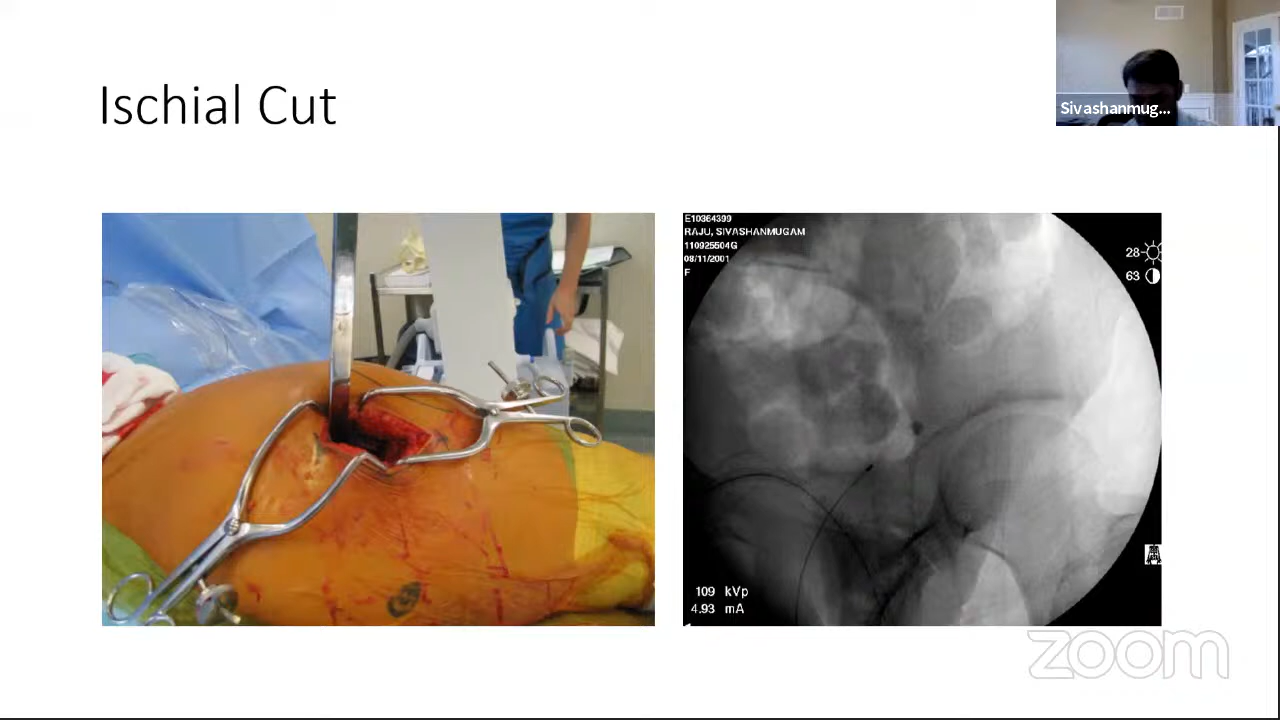 Ischial Cut
Sivashanmug...
E10364399
RAJU, SIVASHANMUGAM
110925504G
08/11/2001
F
28
63
109 kVp
4.93 mA
zoom